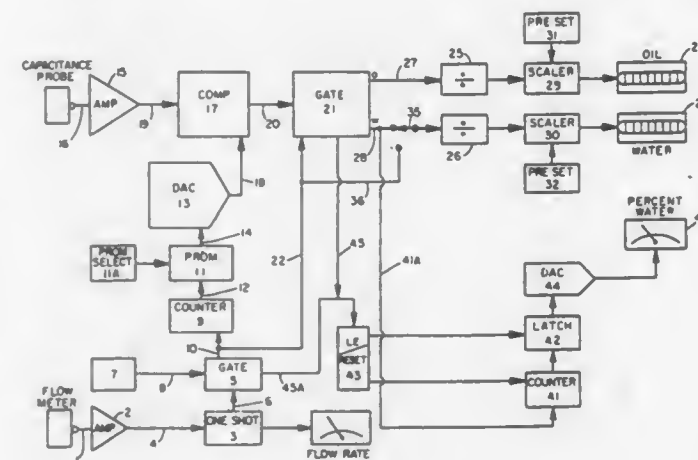 PRE SET
31
27
25
OIL
CAPACITANCE
PROBE
15
AMP
16
19
COMP
17
20
GATE
21
÷
SCALER
29
28
35
÷
26
SCALER
30
WATER
PRE SET
32
36
DAC
13
18
14
PROM
SELECT
11A
PROM
11
12
COUNTER
9
22
45
41A
PERCENT
WATER
DAC
44
LATCH
42
COUNTER
41
LE
RESET
43
10
7
8
GATE
5
45A
6
FLOW
METER
2
AMP
4
ONE SHOT
3
FLOW RATE